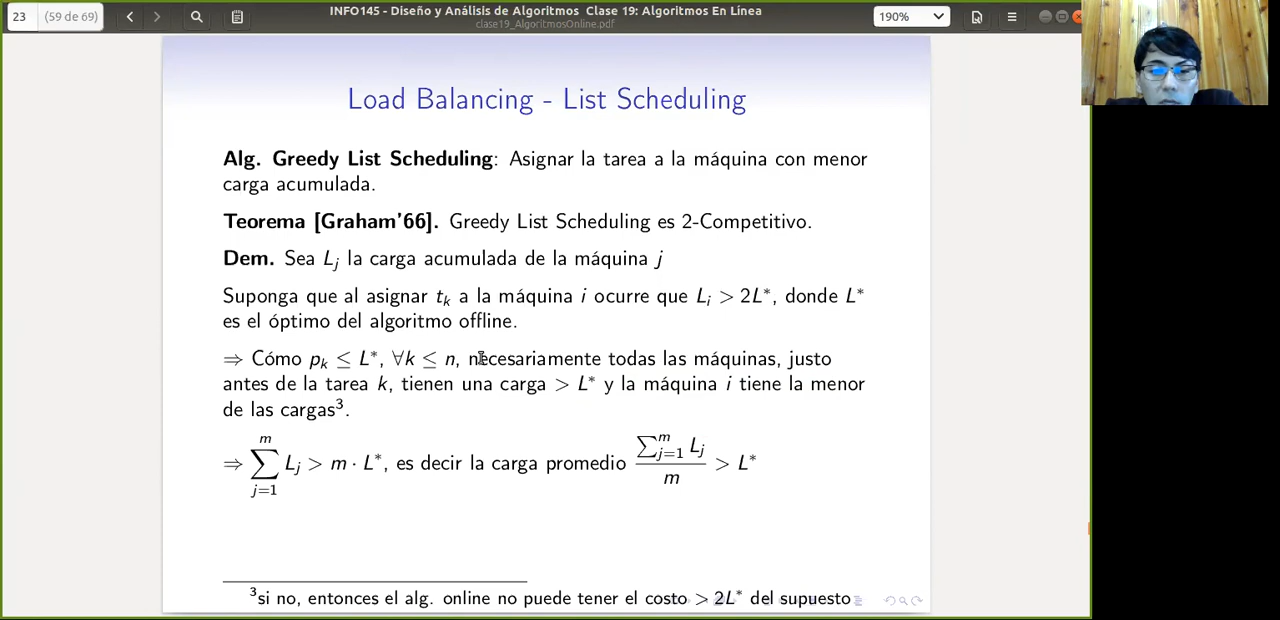 23 (59 de 69)
INFO145 - Diseño y Análisis de Algoritmos Clase 19: Algoritmos En Línea
clase19_AlgoritmosOnline.pdf
190%
Load Balancing - List Scheduling
Alg. Greedy List Scheduling: Asignar la tarea a la máquina con menor
carga acumulada.
Teorema [Graham'66]. Greedy List Scheduling es 2-Competitivo.
Dem. Sea L_j la carga acumulada de la máquina j
Suponga que al asignar t_k a la máquina i ocurre que L_i > 2L*, donde L*
es el óptimo del algoritmo offline.
⇒ Cómo p_k ≤ L*, ∀k ≤ n, necesariamente todas las máquinas, justo
antes de la tarea k, tienen una carga > L* y la máquina i tiene la menor
de las cargas³.
⇒ ∑_{j=1}^{m} L_j > m · L*, es decir la carga promedio (∑_{j=1}^{m} L_j)/m > L*
³si no, entonces el alg. online no puede tener el costo > 2L* del supuesto